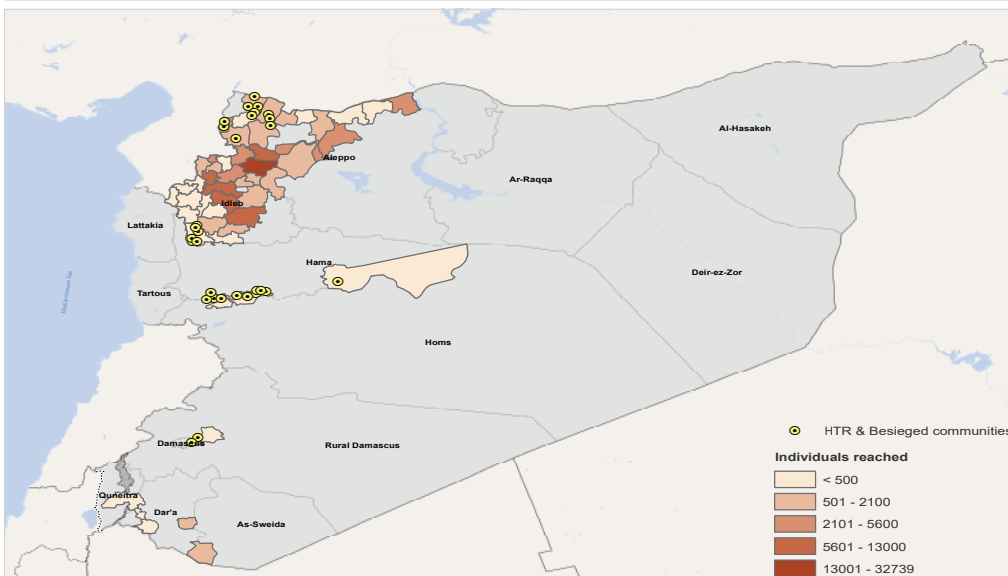 Al-Hasakeh
Aleppo
Ar-Raqqa
Idleb
Lattakia
Hama
Deir-ez-Zor
Tartous
Homs
HTR & Besieged communities
Damascus
Rural Damascus
Individuals reached
< 500
Quneitra
501 - 2100
Dar'a
As-Sweida
2101 - 5600
5601 - 13000
13001 - 32739